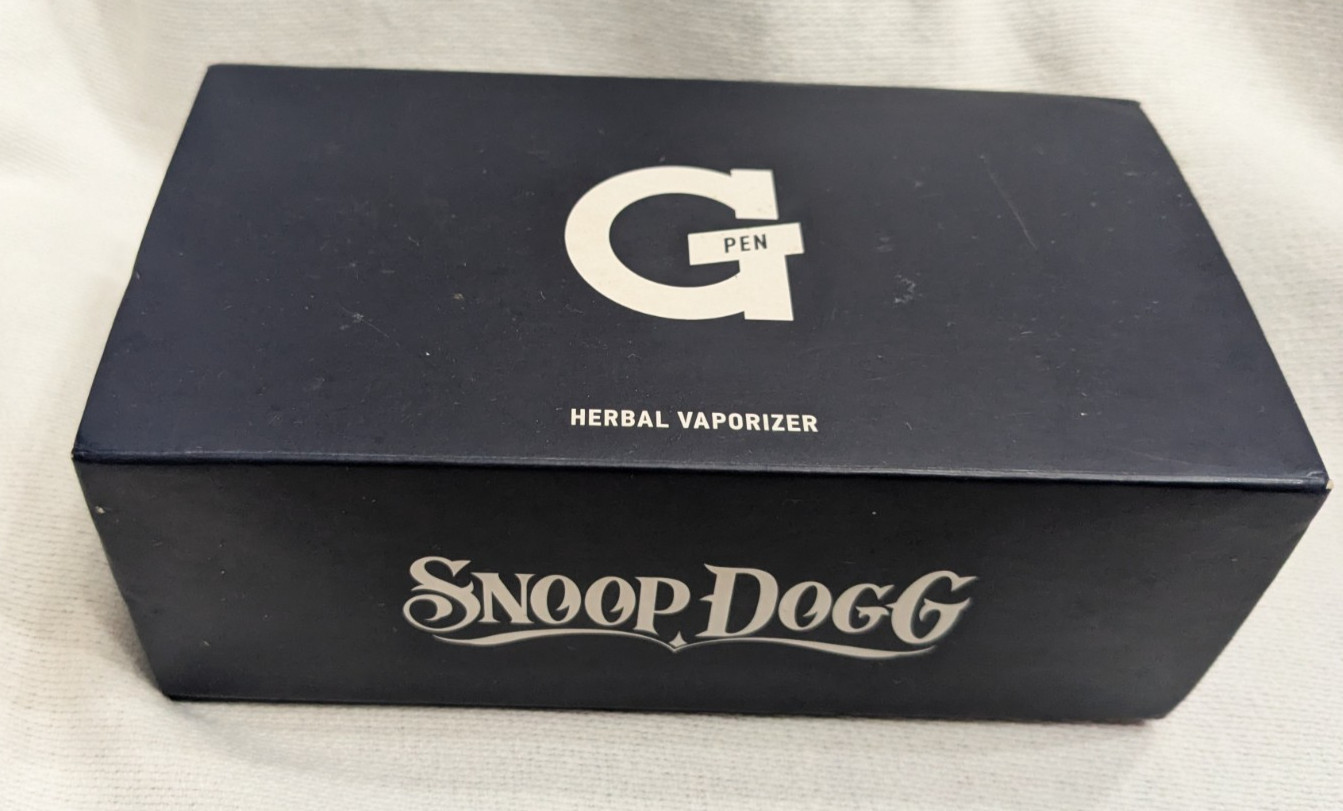 G
PEN
HERBAL VAPORIZER
SNOOP DOGG